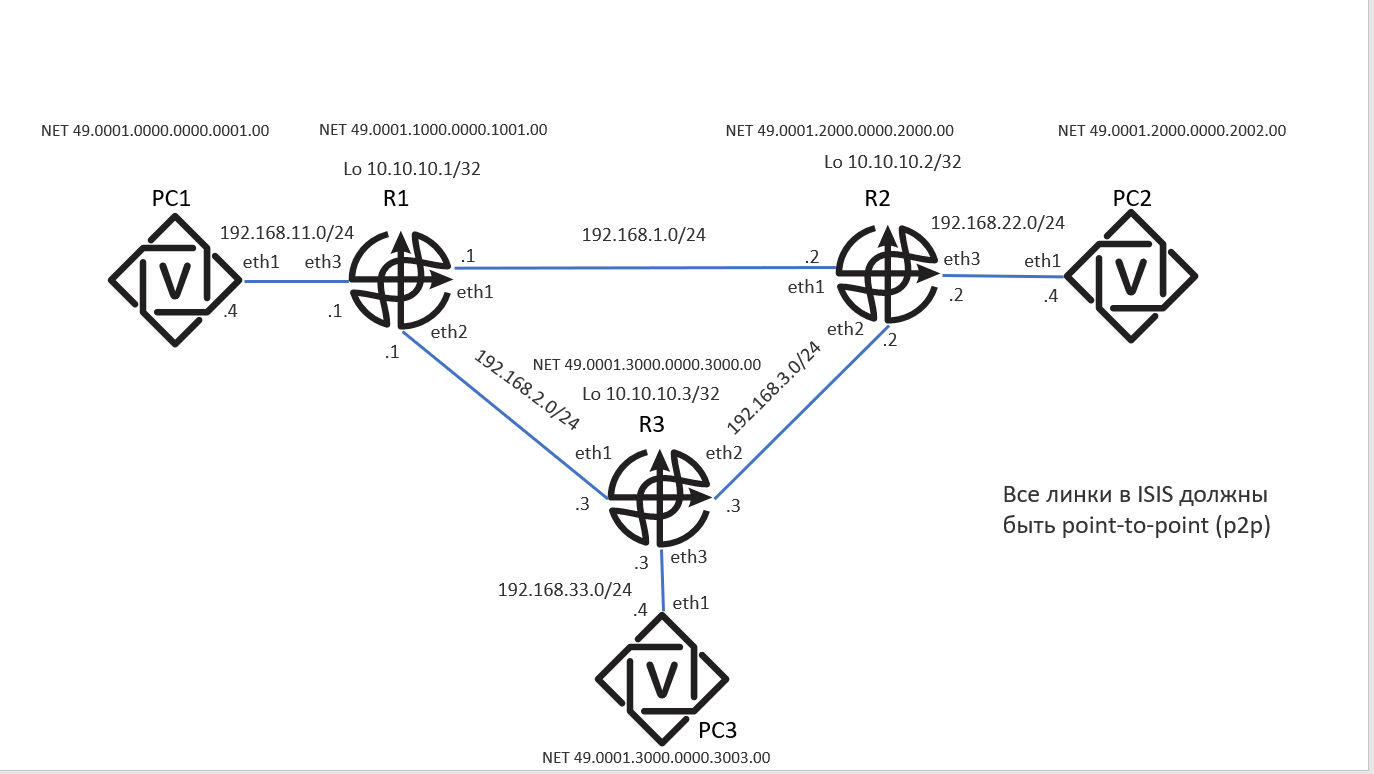 NET 49.0001.0000.0000.0001.00
NET 49.0001.1000.0000.1001.00
NET 49.0001.2000.0000.2000.00
NET 49.0001.2000.0000.2002.00
Lo 10.10.10.1/32
Lo 10.10.10.2/32
PC1
R1
R2
PC2
192.168.11.0/24
192.168.1.0/24
192.168.22.0/24
eth1
eth3
.1
.2
eth3
eth1
.4
.1
eth1
eth1
.2
.4
eth2
.1
eth2
.2
192.168.2.0/24
NET 49.0001.3000.0000.3000.00
Lo 10.10.10.3/32
192.168.3.0/24
R3
eth1
eth2
.3
.3
Все линки в ISIS должны
быть point-to-point (p2p)
.3
eth3
192.168.33.0/24
.4
eth1
V
V
V
PC3
NET 49.0001.3000.0000.3003.00